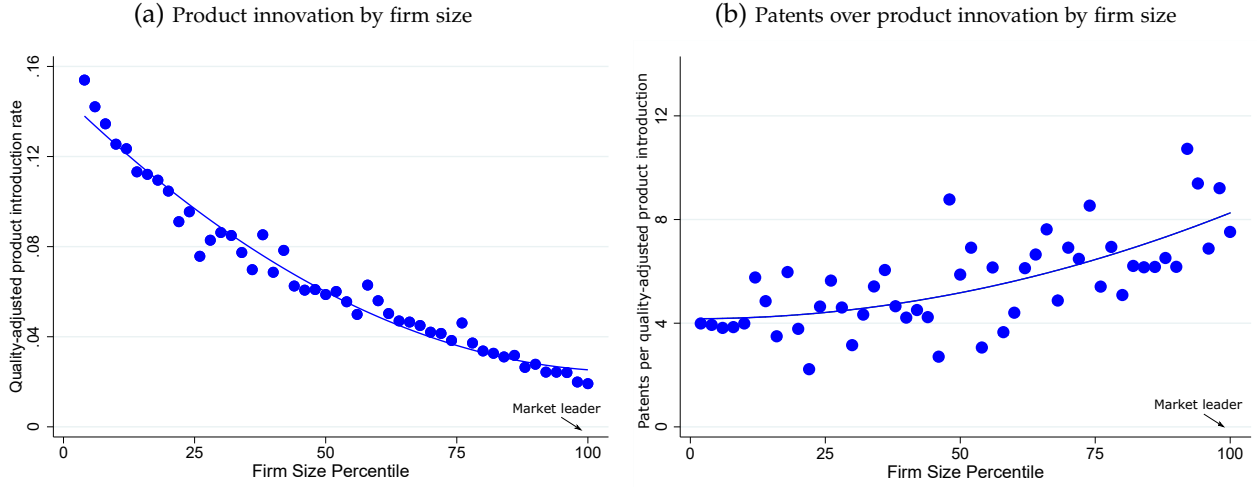 (a) Product innovation by firm size
Quality-adjusted product introduction rate
.16
.12
.08
.04
0
Market leader
0 25 50 75 100
Firm Size Percentile
(b) Patents over product innovation by firm size
Patents per quality-adjusted product introduction
12
8
4
0
Market leader
0 25 50 75 100
Firm Size Percentile